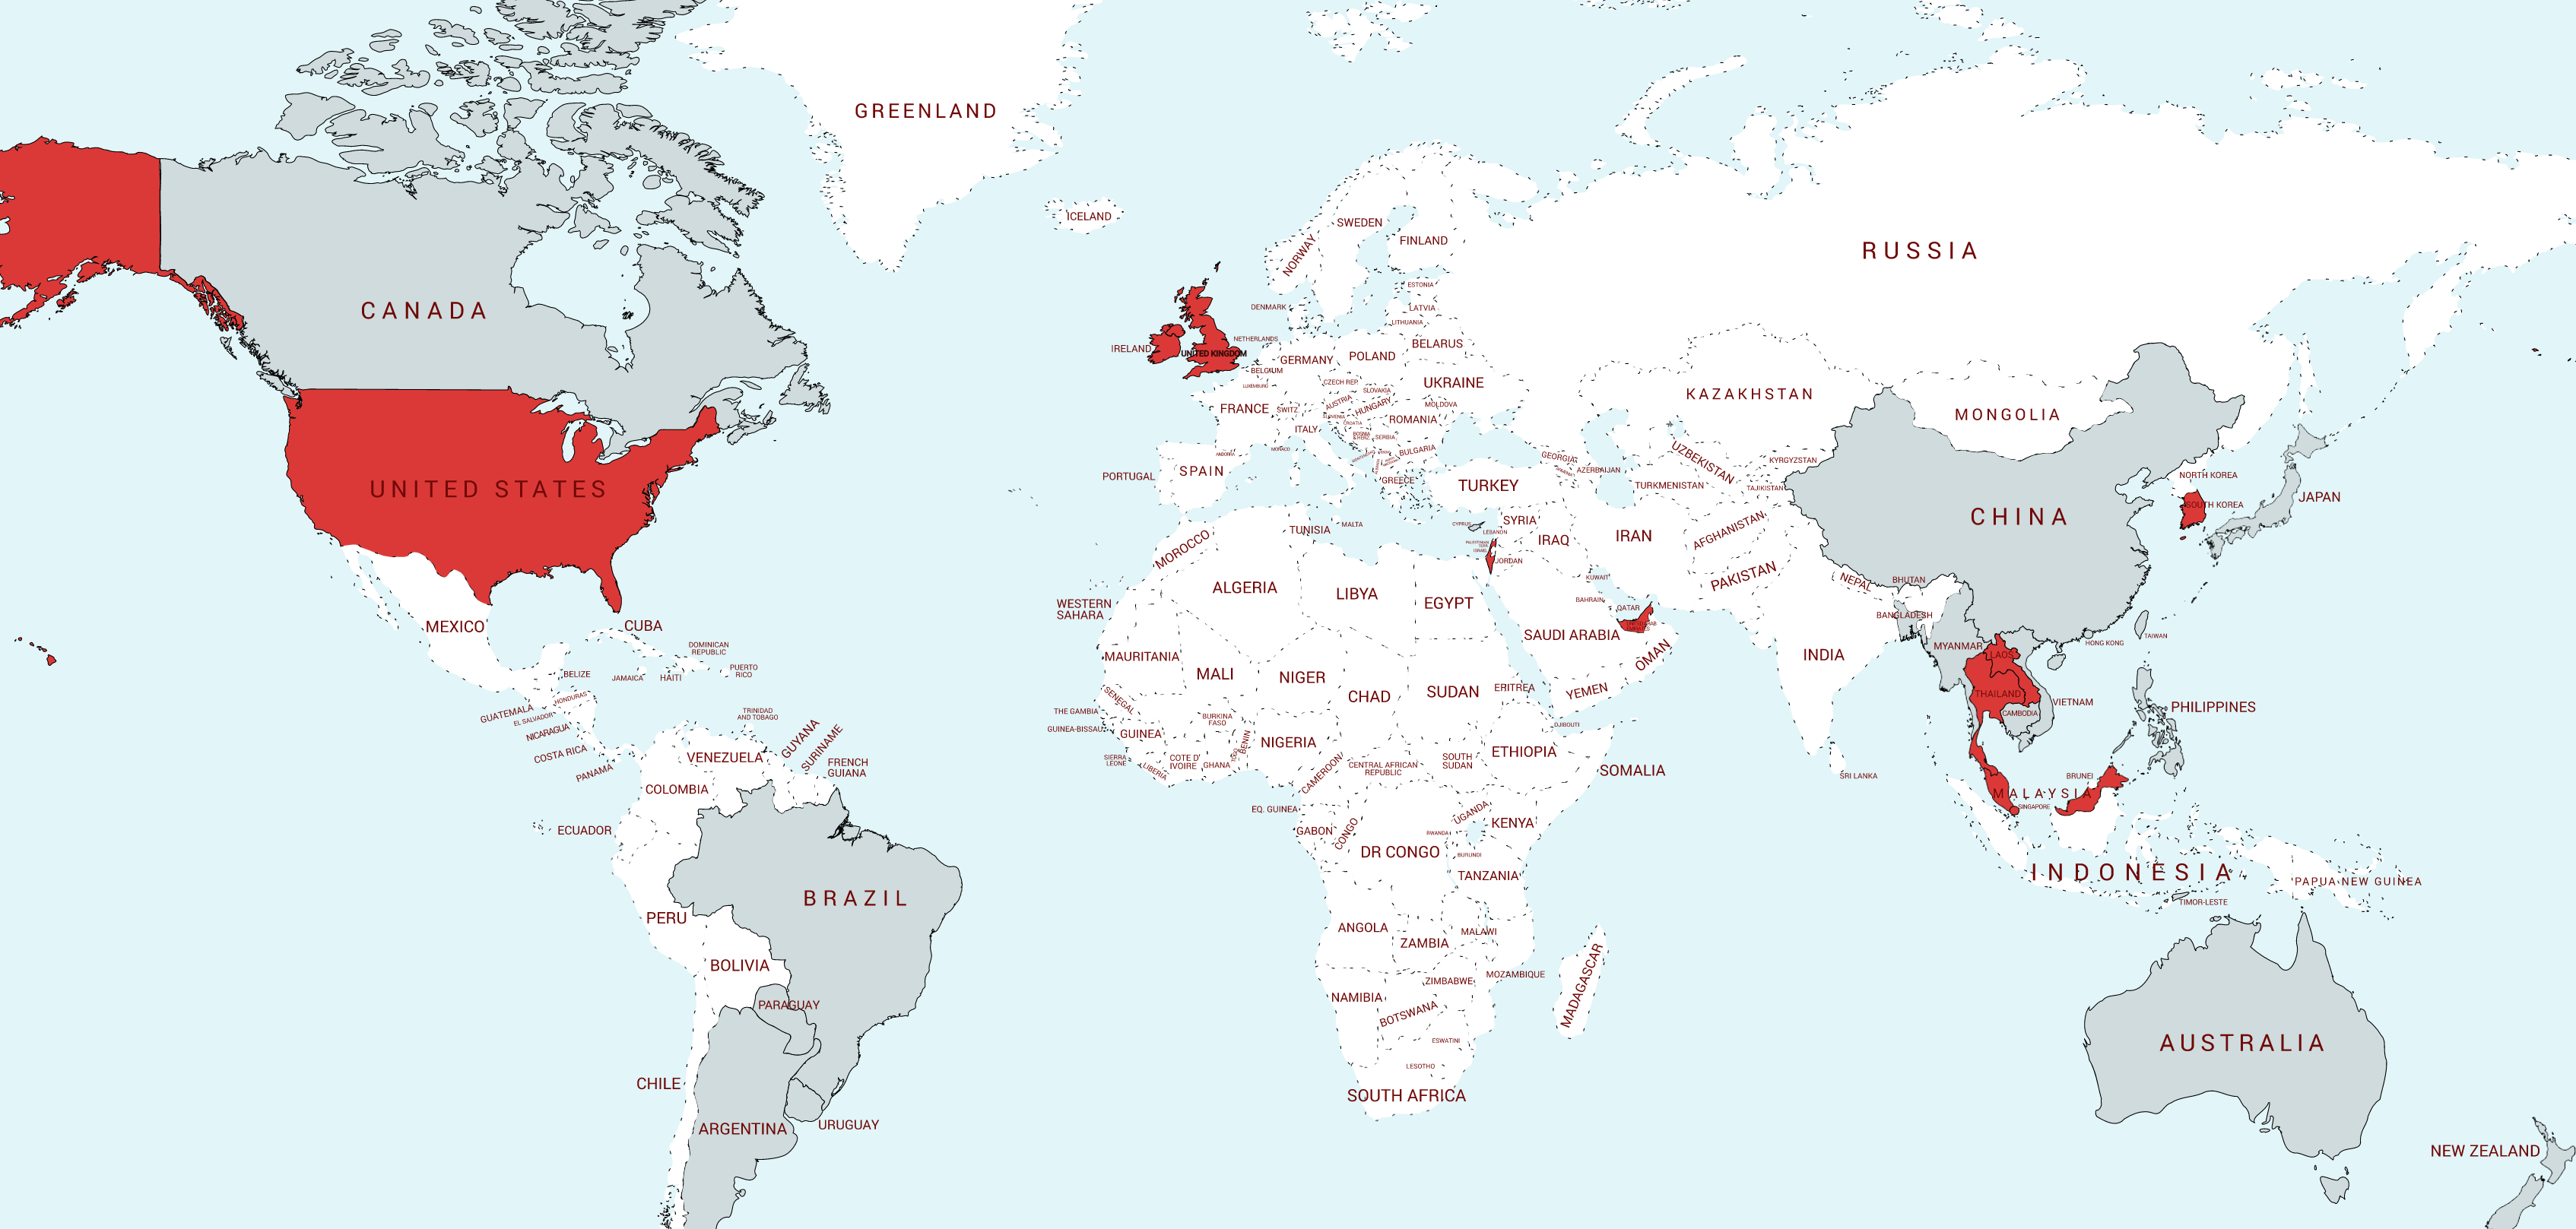 GREENLAND
ICELAND
CANADA
UNITED STATES
MEXICO
CUBA
DOMINICAN
REPUBLIC
PUERTO
RICO
HAITI
JAMAICA
BELIZE
HONDURAS
GUATEMALA
EL SALVADOR
NICARAGUA
COSTA RICA
PANAMA
TRINIDAD
AND TOBAGO
VENEZUELA
GUYANA
SURINAME
FRENCH
GUIANA
COLOMBIA
ECUADOR
PERU
BRAZIL
BOLIVIA
PARAGUAY
CHILE
ARGENTINA
URUGUAY
SWEDEN
NORWAY
FINLAND
ESTONIA
LATVIA
LITHUANIA
DENMARK
IRELAND
UNITED KINGDOM
NETHERLANDS
BELGIUM
LUXEMBURG
GERMANY
POLAND
BELARUS
UKRAINE
CZECH REP.
SLOVAKIA
AUSTRIA
HUNGARY
MOLDOVA
ROMANIA
FRANCE
SWITZ.
SLOVENIA
CROATIA
BOSNIA
& HERZ.
SERBIA
BULGARIA
ITALY
MONACO
ANDORRA
PORTUGAL
SPAIN
GREECE
TURKEY
MALTA
CYPRUS
RUSSIA
KAZAKHSTAN
MONGOLIA
GEORGIA
AZERBAIJAN
UZBEKISTAN
TURKMENISTAN
KYRGYZSTAN
TAJIKISTAN
SYRIA
LEBANON
ISRAEL
JORDAN
IRAQ
IRAN
AFGHANISTAN
PAKISTAN
KUWAIT
BAHRAIN
QATAR
UNITED ARAB
EMIRATES
SAUDI ARABIA
OMAN
YEMEN
NEPAL
BHUTAN
BANGLADESH
INDIA
SRI LANKA
CHINA
NORTH KOREA
SOUTH KOREA
JAPAN
TAIWAN
HONG KONG
MYANMAR
LAOS
THAILAND
VIETNAM
CAMBODIA
PHILIPPINES
BRUNEI
MALAYSIA
SINGAPORE
INDONESIA
TIMOR-LESTE
PAPUA NEW GUINEA
AUSTRALIA
NEW ZEALAND
MOROCCO
TUNISIA
ALGERIA
LIBYA
EGYPT
WESTERN
SAHARA
MAURITANIA
MALI
NIGER
CHAD
SUDAN
ERITREA
DJIBOUTI
SENEGAL
THE GAMBIA
GUINEA-BISSAU
GUINEA
SIERRA
LEONE
LIBERIA
COTE D'
IVOIRE
BURKINA
FASO
GHANA
TOGO
BENIN
NIGERIA
CAMEROON
CENTRAL AFRICAN
REPUBLIC
SOUTH
SUDAN
ETHIOPIA
SOMALIA
EQ. GUINEA
GABON
CONGO
DR CONGO
UGANDA
KENYA
RWANDA
BURUNDI
TANZANIA
ANGOLA
ZAMBIA
MALAWI
MOZAMBIQUE
ZIMBABWE
NAMIBIA
BOTSWANA
MADAGASCAR
ESWATINI
LESOTHO
SOUTH AFRICA